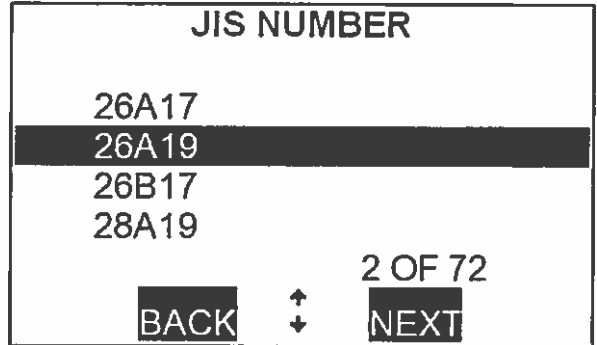 JIS NUMBER
26A17
26A19
26B17
28A19
2 OF 72
BACK NEXT